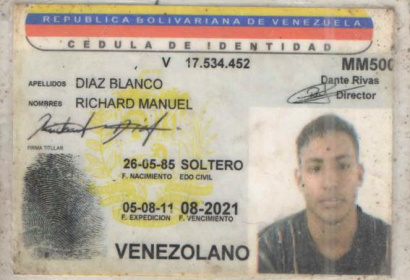 REPUBLICA BOLIVARIANA DE VENEZUELA
CEDULA DE IDENTIDAD
V 17.534.452 MM500
Dante Rivas
Director
APELLIDOS DIAZ BLANCO
NOMBRES RICHARD MANUEL
FIRMA TITULAR
26-05-85 SOLTERO
F. NACIMIENTO EDO CIVIL
05-08-11 08-2021
F. EXPEDICION F. VENCIMIENTO
VENEZOLANO